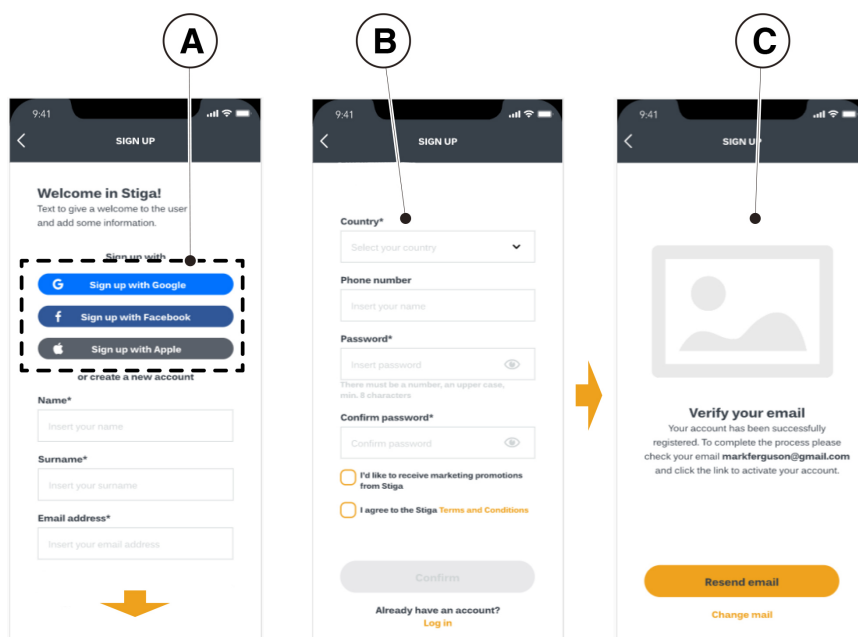 A
B
C
9:41
SIGN UP
Welcome in Stiga!
Text to give a welcome to the user
and add some information.
Sign up with
Sign up with Google
Sign up with Facebook
Sign up with Apple
or create a new account
Name*
Insert your name
Surname*
Insert your surname
Email address*
Insert your email address
9:41
SIGN UP
Country*
Select your country
Phone number
Insert your name
Password*
Insert password
There must be a number, an upper case,
min. 8 characters
Confirm password*
Confirm password
I'd like to receive marketing promotions
from Stiga
I agree to the Stiga Terms and Conditions
Confirm
Already have an account?
Log in
9:41
SIGN UP
Verify your email
Your account has been successfully
registered. To complete the process please
check your email markferguson@gmail.com
and click the link to activate your account.
Resend email
Change mail